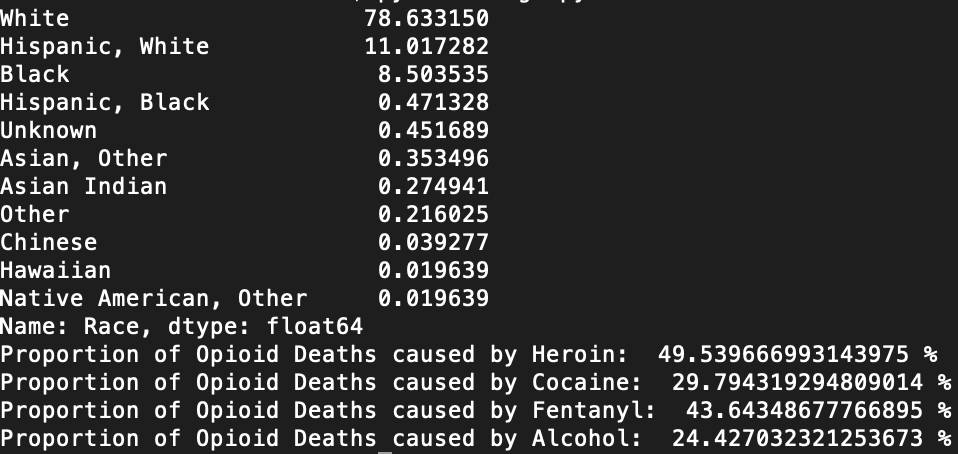 White 78.633150
Hispanic, White 11.017282
Black 8.503535
Hispanic, Black 0.471328
Unknown 0.451689
Asian, Other 0.353496
Asian Indian 0.274941
Other 0.216025
Chinese 0.039277
Hawaiian 0.019639
Native American, Other 0.019639
Name: Race, dtype: float64
Proportion of Opioid Deaths caused by Heroin:  49.539666993143975 %
Proportion of Opioid Deaths caused by Cocaine:  29.794319294809014 %
Proportion of Opioid Deaths caused by Fentanyl:  43.64348677766895 %
Proportion of Opioid Deaths caused by Alcohol:  24.427032321253673 %